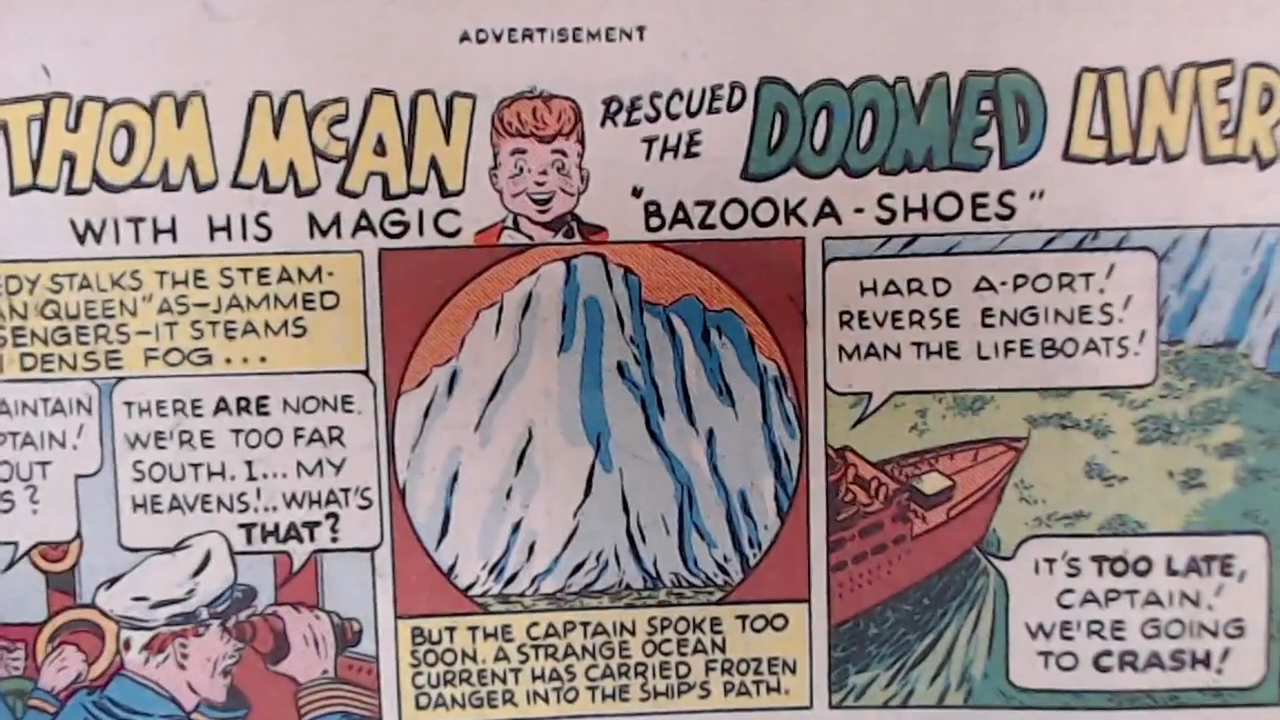 ADVERTISEMENT
THOM McAN
RESCUED
THE
DOOMED LINER
WITH HIS MAGIC
"BAZOOKA-SHOES"
STALKS THE STEAM-
"QUEEN" AS—JAMMED
IT STEAMS
DENSE FOG...
THERE ARE NONE.
WE'RE TOO FAR
SOUTH. I... MY
HEAVENS!.. WHAT'S
THAT?
BUT THE CAPTAIN SPOKE TOO
SOON. A STRANGE OCEAN
CURRENT HAS CARRIED FROZEN
DANGER INTO THE SHIP'S PATH.
HARD A-PORT!
REVERSE ENGINES!
MAN THE LIFEBOATS!
IT'S TOO LATE,
CAPTAIN!
WE'RE GOING
TO CRASH!